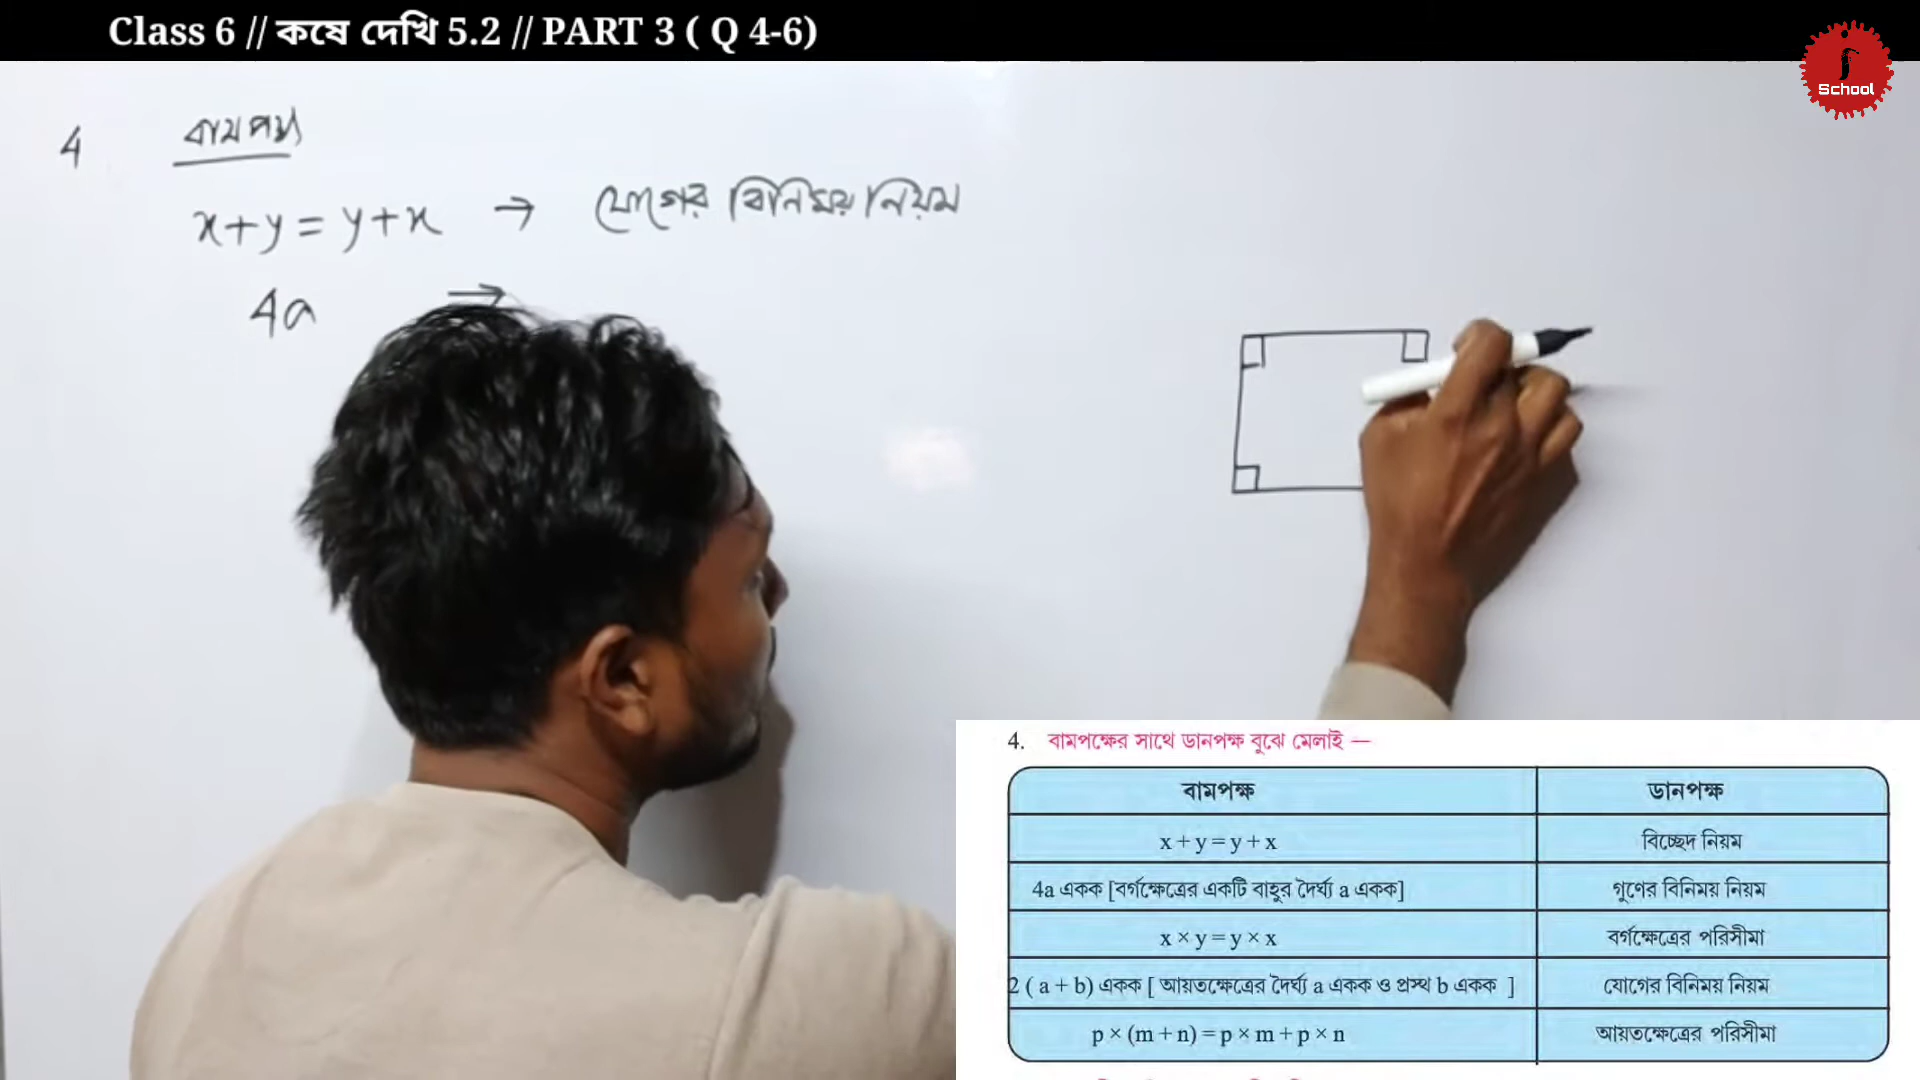 Class 6 // কষে দেখি 5.2 // PART 3 ( Q 4-6)
School
4 বামপক্ষ
x+y = y+x → যোগের বিনিময় নিয়ম
4a →
4. বামপক্ষের সাথে ডানপক্ষ বুঝে মেলাই —
বামপক্ষ ডানপক্ষ
x + y = y + x বিচ্ছেদ নিয়ম
4a একক [বর্গক্ষেত্রের একটি বাহুর দৈর্ঘ্য a একক] গুণের বিনিময় নিয়ম
x × y = y × x বর্গক্ষেত্রের পরিসীমা
2 ( a + b) একক [ আয়তক্ষেত্রের দৈর্ঘ্য a একক ও প্রস্থ b একক ] যোগের বিনিময় নিয়ম
p × (m + n) = p × m + p × n আয়তক্ষেত্রের পরিসীমা